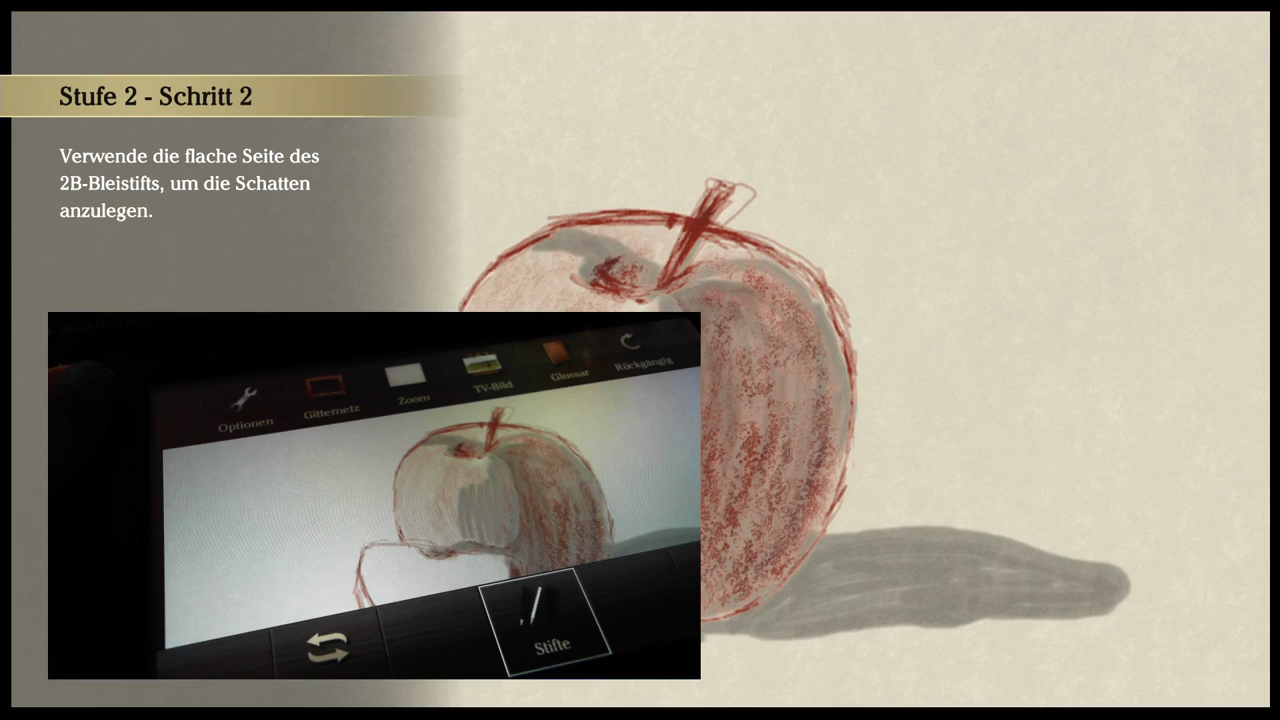 Stufe 2 - Schritt 2
Verwende die flache Seite des
2B-Bleistifts, um die Schatten
anzulegen.
Optionen
Gitternetz
Zoom
TV-Bild
Glossar
Rückgängig
Stifte